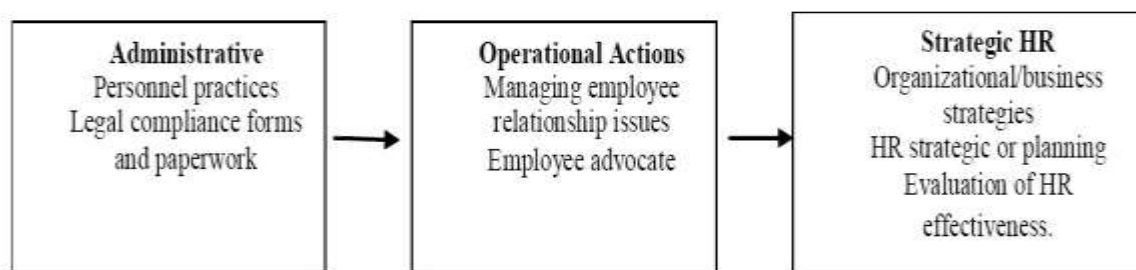 Administrative
Personnel practices
Legal compliance forms
and paperwork
Operational Actions
Managing employee
relationship issues
Employee advocate
Strategic HR
Organizational/business
strategies
HR strategic or planning
Evaluation of HR
effectiveness.